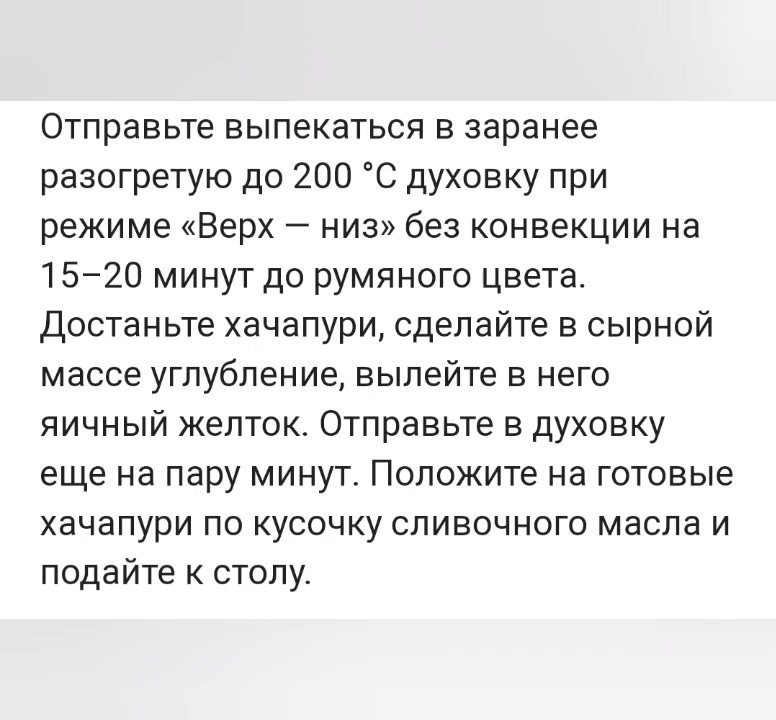 Отправьте выпекаться в заранее
разогретую до 200 °С духовку при
режиме «Верх — низ» без конвекции на
15–20 минут до румяного цвета.
Достаньте хачапури, сделайте в сырной
массе углубление, вылейте в него
яичный желток. Отправьте в духовку
еще на пару минут. Положите на готовые
хачапури по кусочку сливочного масла и
подайте к столу.